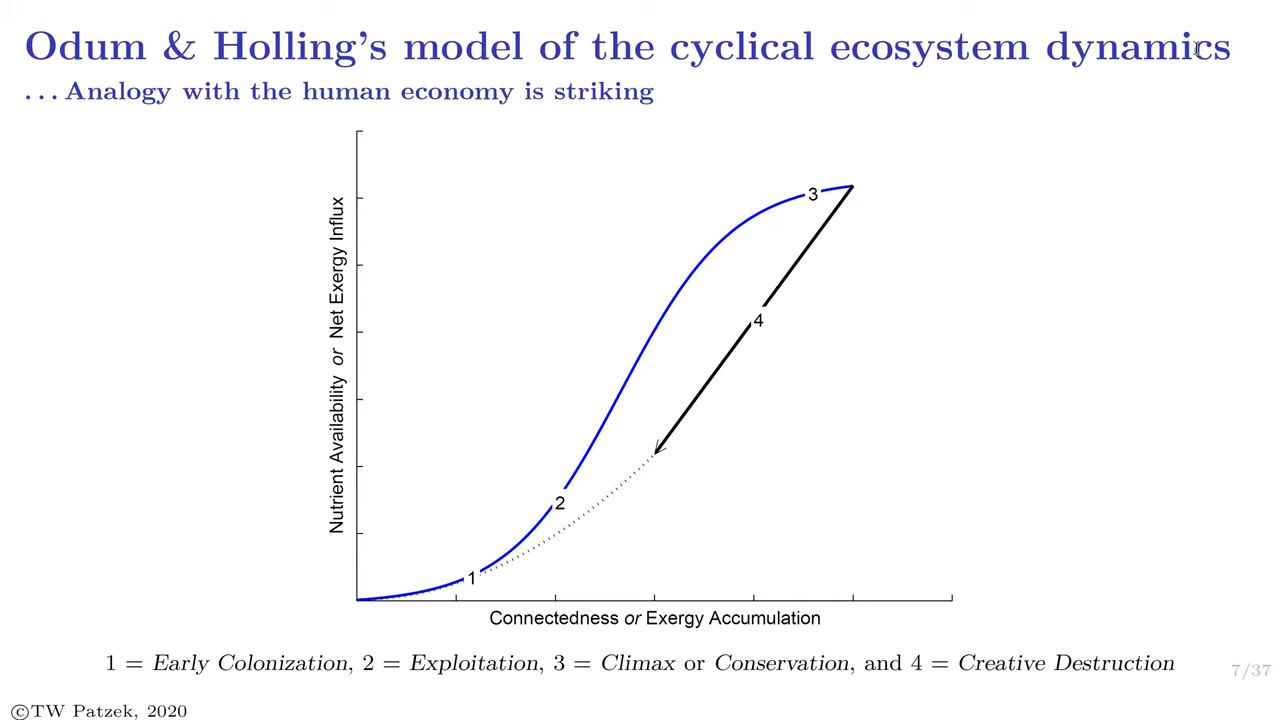 Odum & Holling's model of the cyclical ecosystem dynamics
. . . Analogy with the human economy is striking
Nutrient Availability or Net Exergy Influx
3
4
2
1
Connectedness or Exergy Accumulation
1 = Early Colonization, 2 = Exploitation, 3 = Climax or Conservation, and 4 = Creative Destruction
7/37
©TW Patzek, 2020